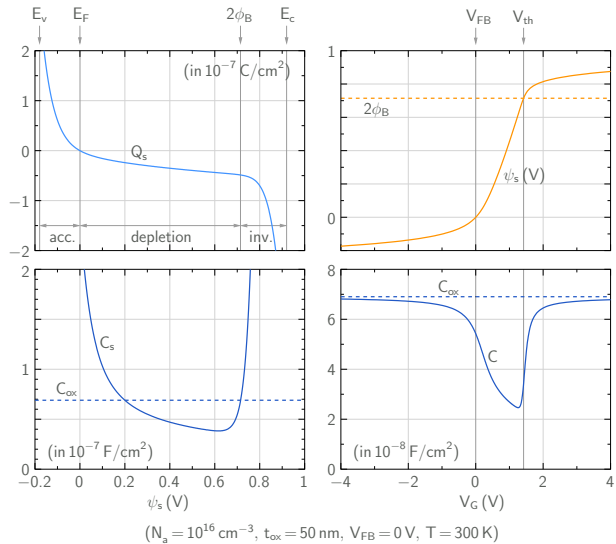 E_v E_F 2ϕ_B E_c
V_FB V_th
2
1
0
−1
−2
(in 10⁻⁷ C/cm²)
Q_s
acc. depletion inv.
1
0
2ϕ_B
ψ_s (V)
2
1
0
C_s
C_ox
(in 10⁻⁷ F/cm²)
−0.2 0 0.2 0.4 0.6 0.8 1
ψ_s (V)
8
6
4
2
0
C_ox
C
(in 10⁻⁸ F/cm²)
−4 −2 0 2 4
V_G (V)
(N_a = 10¹⁶ cm⁻³, t_ox = 50 nm, V_FB = 0 V, T = 300 K)